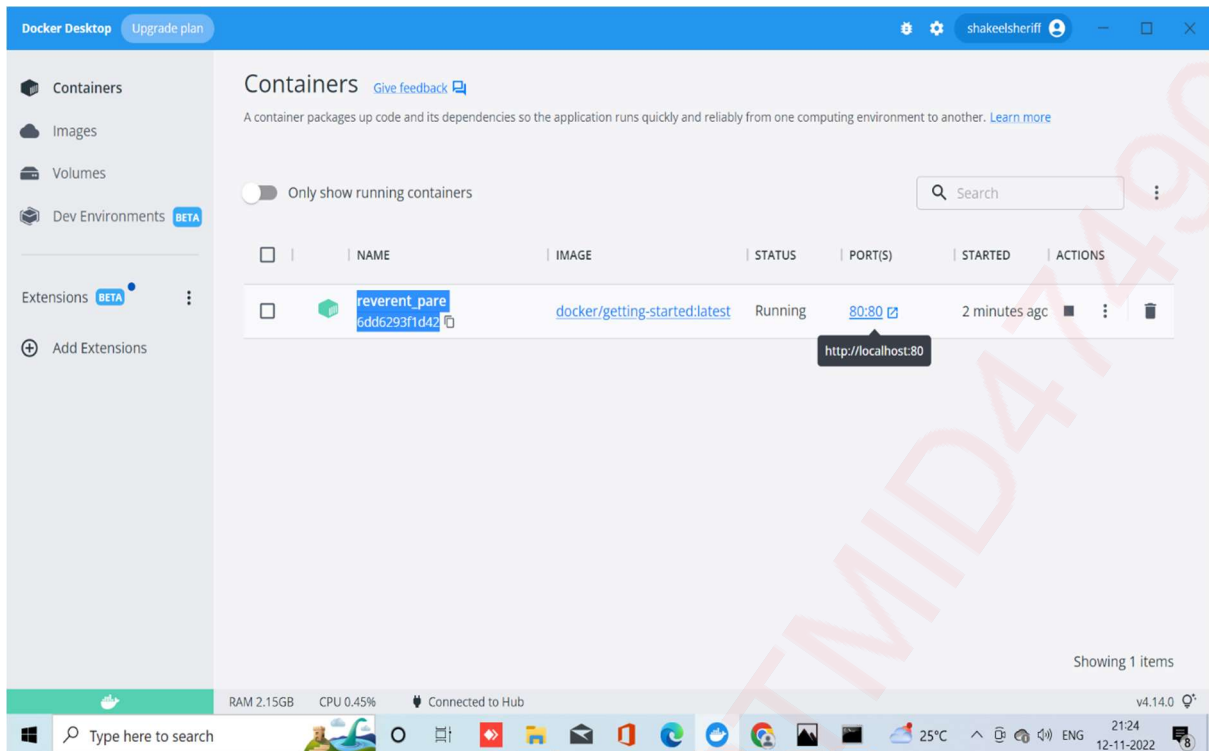 Docker Desktop Upgrade plan shakeelsheriff
Containers
Images
Volumes
Dev Environments BETA
Extensions BETA
Add Extensions
Containers Give feedback
A container packages up code and its dependencies so the application runs quickly and reliably from one computing environment to another. Learn more
Only show running containers
Search
NAME IMAGE STATUS PORT(S) STARTED ACTIONS
reverent_pare
6dd6293f1d42
docker/getting-started:latest Running 80:80 2 minutes agc
http://localhost:80
Showing 1 items
RAM 2.15GB CPU 0.45% Connected to Hub v4.14.0
Type here to search 25°C ENG 21:24
12-11-2022
8